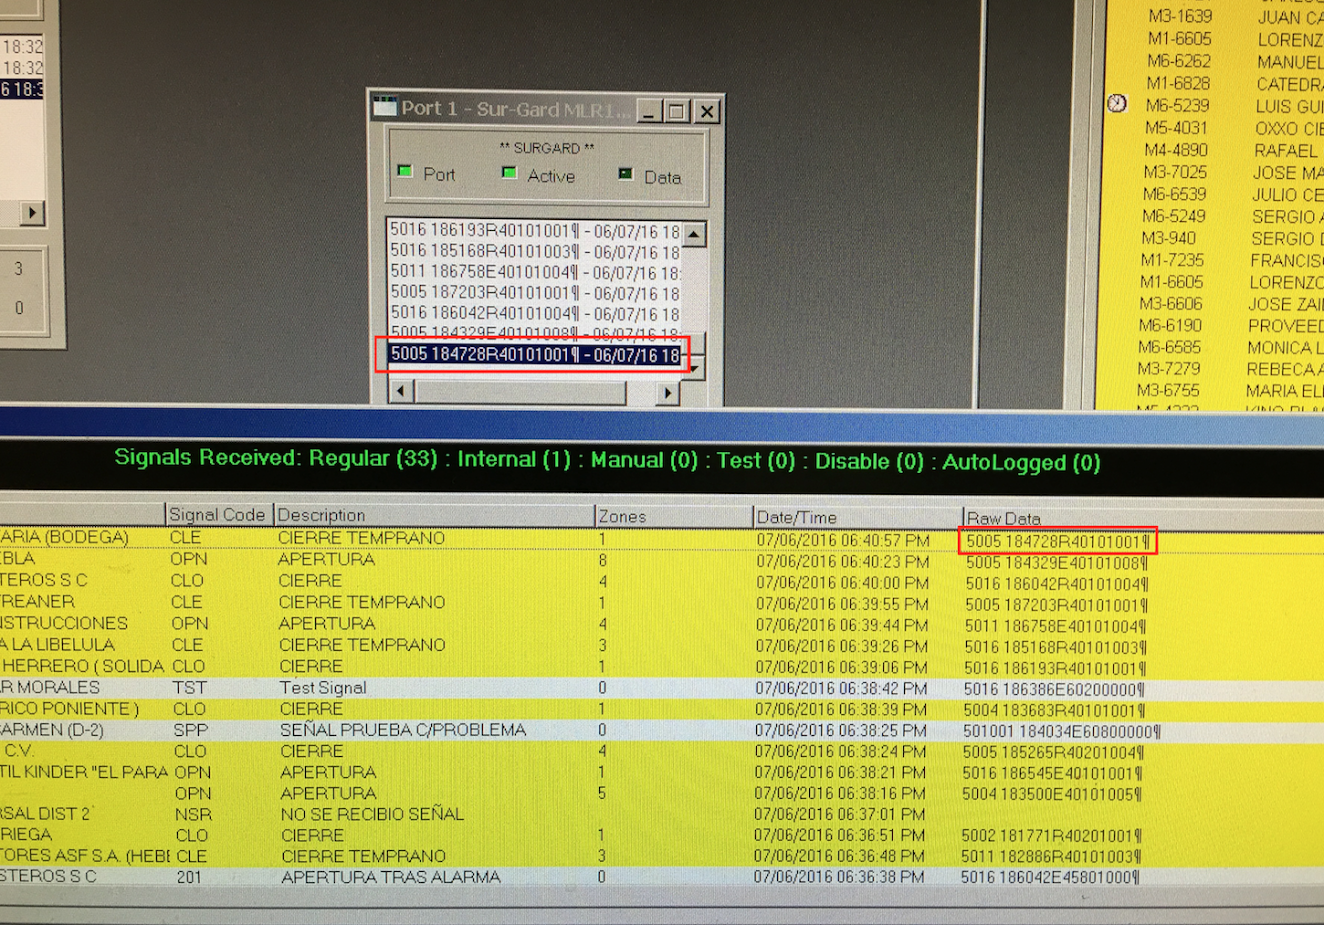 18:32
18:32
6 18:3
3
0
Port 1 - Sur-Gard MLR1...
** SURGARD **
Port Active Data
5016 186193R40101001¶ - 06/07/16 18
5016 185168R40101003¶ - 06/07/16 18
5011 186758E40101004¶ - 06/07/16 18:
5005 187203R40101001¶ - 06/07/16 18
5016 186042R40101004¶ - 06/07/16 18
5005 184329E40101008¶ - 06/07/16 18:
5005 184728R40101001¶ - 06/07/16 18
M3-1639 JUAN CA
M1-6605 LORENZ
M6-6262 MANUEL
M1-6828 CATEDRA
M6-5239 LUIS GUI
M5-4031 OXXO CIE
M4-4890 RAFAEL
M3-7025 JOSE MA
M6-6539 JULIO CE
M6-5249 SERGIO A
M3-940 SERGIO D
M1-7235 FRANCISC
M1-6605 LORENZO
M3-6606 JOSE ZAI
M6-6190 PROVEED
M6-6585 MONICA L
M3-7279 REBECA A
M3-6755 MARIA EL
Signals Received: Regular (33) : Internal (1) : Manual (0) : Test (0) : Disable (0) : AutoLogged (0)
Signal Code Description Zones Date/Time Raw Data
ARIA (BODEGA) CLE CIERRE TEMPRANO 1 07/06/2016 06:40:57 PM 5005 184728R40101001¶
EBLA OPN APERTURA 8 07/06/2016 06:40:23 PM 5005 184329E40101008¶
TEROS S C CLO CIERRE 4 07/06/2016 06:40:00 PM 5016 186042R40101004¶
TREANER CLE CIERRE TEMPRANO 1 07/06/2016 06:39:55 PM 5005 187203R40101001¶
NSTRUCCIONES OPN APERTURA 4 07/06/2016 06:39:44 PM 5011 186758E40101004¶
A LA LIBELULA CLE CIERRE TEMPRANO 3 07/06/2016 06:39:26 PM 5016 185168R40101003¶
HERRERO ( SOLIDA CLO CIERRE 1 07/06/2016 06:39:06 PM 5016 186193R40101001¶
R MORALES TST Test Signal 0 07/06/2016 06:38:42 PM 5016 186386E60200000¶
RICO PONIENTE ) CLO CIERRE 1 07/06/2016 06:38:39 PM 5004 183683R40101001¶
CARMEN (D-2) SPP SEÑAL PRUEBA C/PROBLEMA 0 07/06/2016 06:38:25 PM 501001 184034E60800000¶
C.V. CLO CIERRE 4 07/06/2016 06:38:24 PM 5005 185265R40201004¶
TIL KINDER "EL PARA OPN APERTURA 1 07/06/2016 06:38:21 PM 5016 186545E40101001¶
OPN APERTURA 5 07/06/2016 06:38:16 PM 5004 183500E40101005¶
RSAL DIST 2 NSR NO SE RECIBIO SEÑAL 07/06/2016 06:37:01 PM
RIEGA CLO CIERRE 1 07/06/2016 06:36:51 PM 5002 181771R40201001¶
TORES ASF S.A. (HEBE CLE CIERRE TEMPRANO 3 07/06/2016 06:36:48 PM 5011 182886R40101003¶
STEROS S C 201 APERTURA TRAS ALARMA 0 07/06/2016 06:36:38 PM 5016 186042E45801000¶